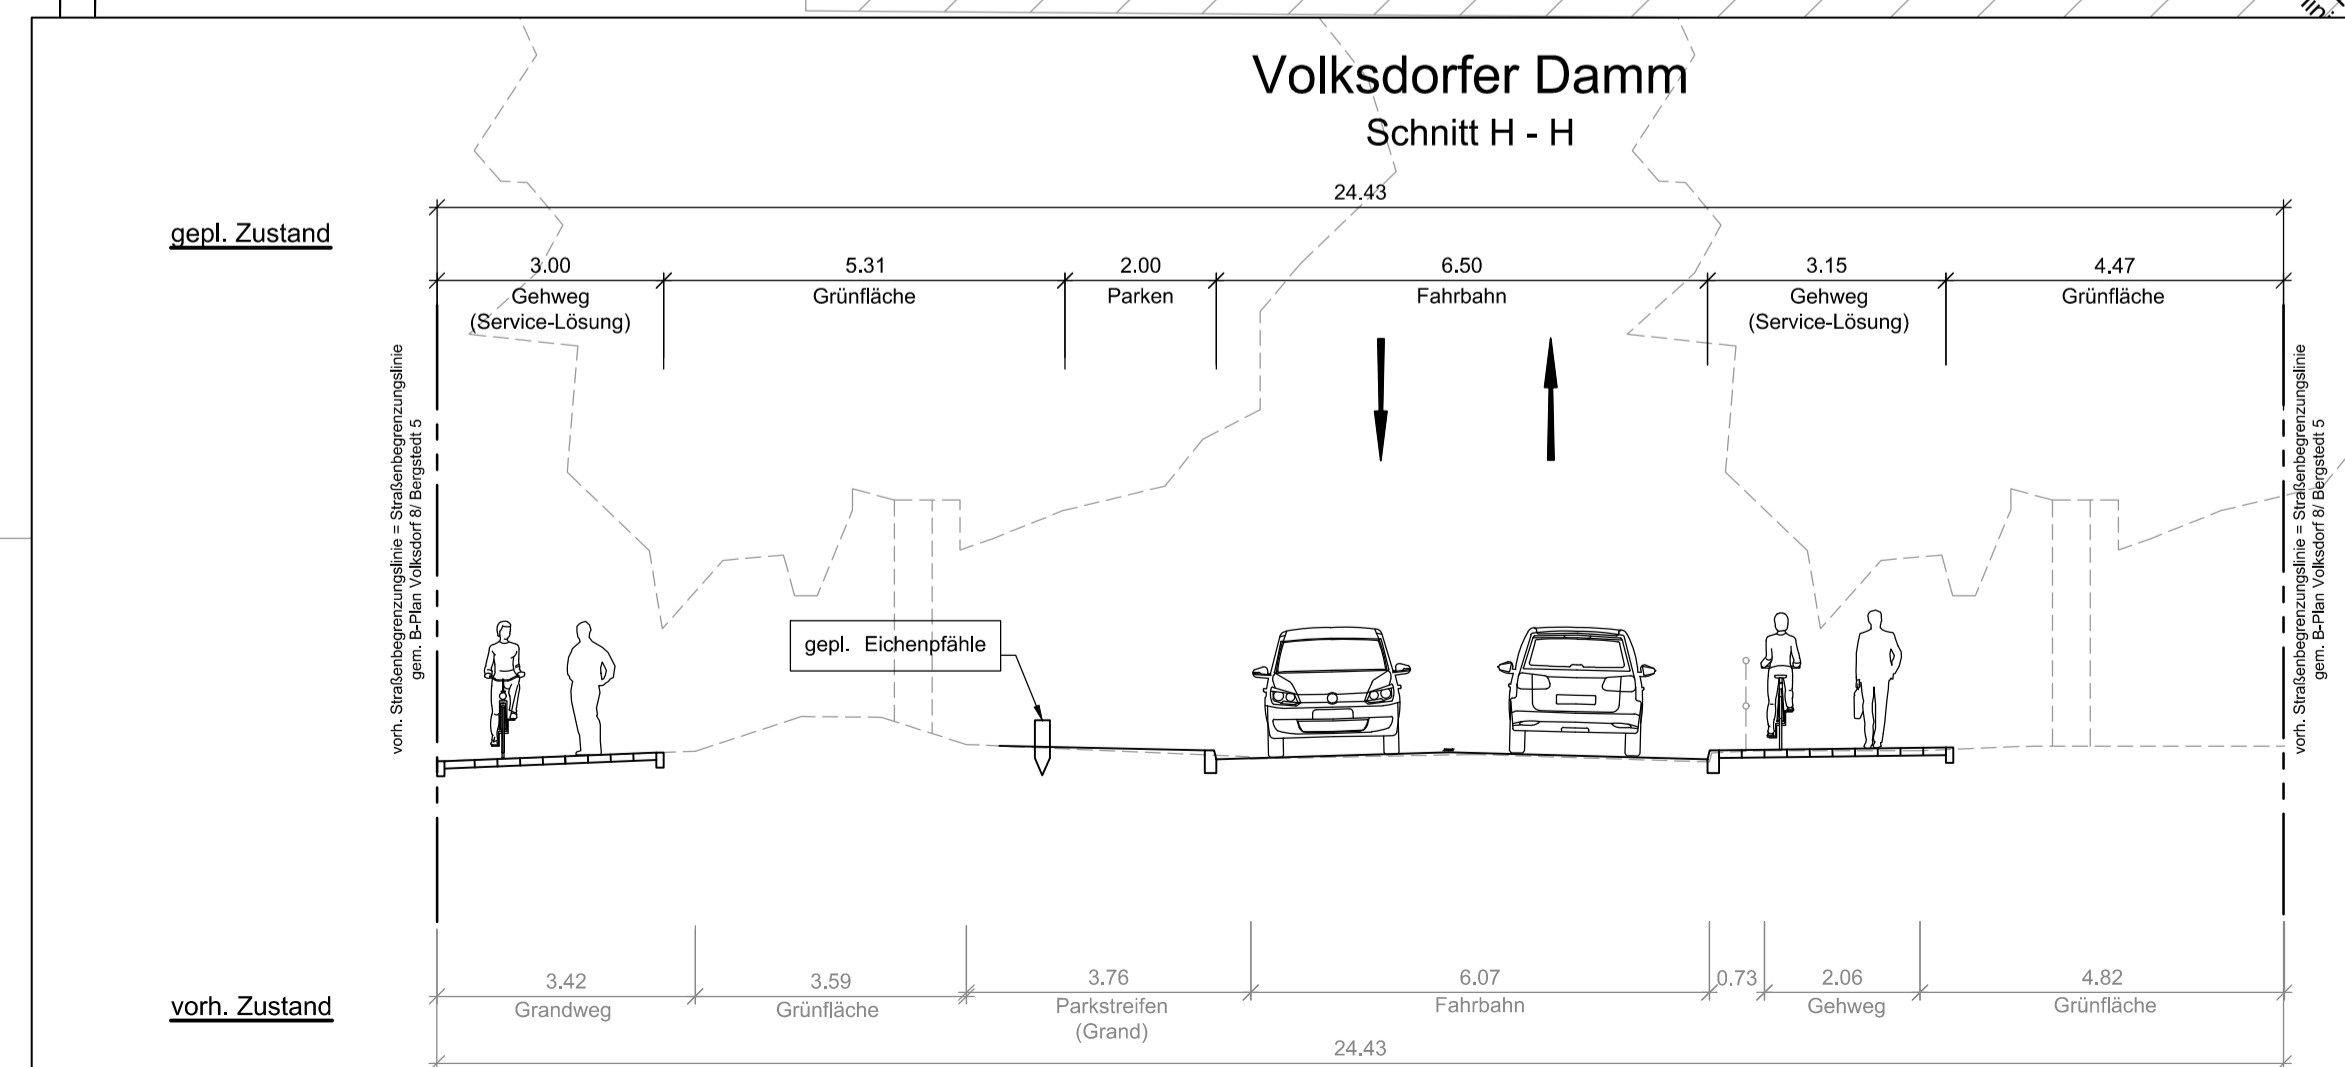 Volksdorfer Damm
Schnitt H - H
24.43
gepl. Zustand
3.00
5.31
2.00
6.50
3.15
4.47
Gehweg
(Service-Lösung)
Grünfläche
Parken
Fahrbahn
Gehweg
(Service-Lösung)
Grünfläche
vorh. Straßenbegrenzungslinie = Straßenbegrenzungslinie
gem. B-Plan Volksdorf 8/ Bergstedt 5
gepl. Eichenpfähle
vorh. Straßenbegrenzungslinie = Straßenbegrenzungslinie
gem. B-Plan Volksdorf 8/ Bergstedt 5
vorh. Zustand
3.42
3.59
3.76
6.07
0.73
2.06
4.82
Grandweg
Grünfläche
Parkstreifen
(Grand)
Fahrbahn
Gehweg
Grünfläche
24.43